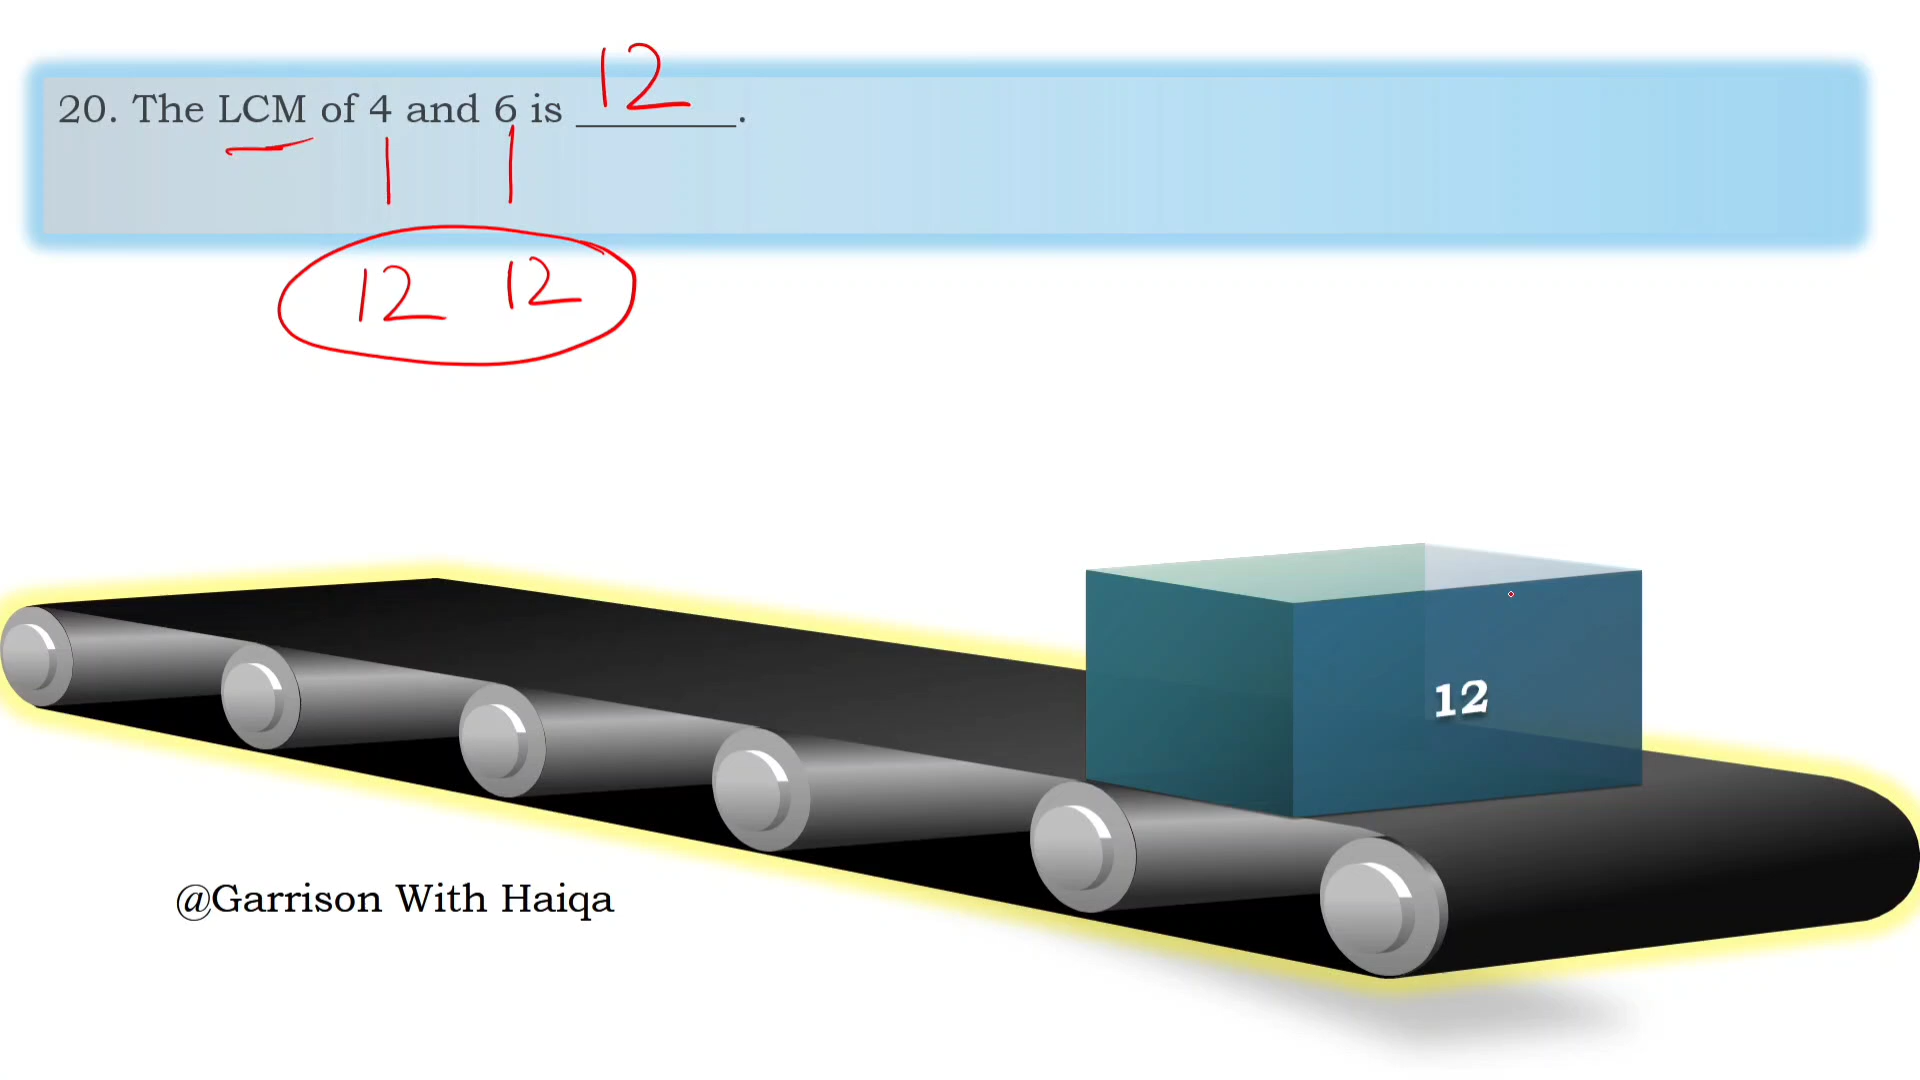 12
20. The LCM of 4 and 6 is ________.
12 12
12
@Garrison With Haiqa